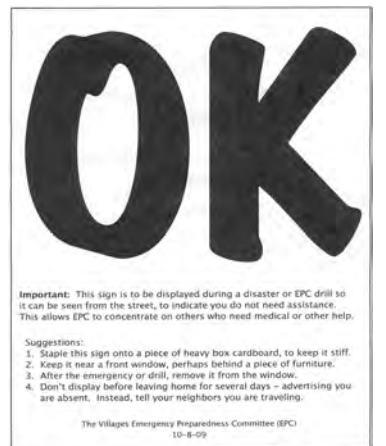 OK
Important: This sign is to be displayed during a disaster or EPC drill so
it can be seen from the street, to indicate you do not need assistance.
This allows EPC to concentrate on others who need medical or other help.
Suggestions:
1. Staple this sign onto a piece of heavy box cardboard, to keep it stiff.
2. Keep it near a front window, perhaps behind a piece of furniture.
3. After the emergency or drill, remove it from the window.
4. Don't display before leaving home for several days – advertising you
are absent. Instead, tell your neighbors you are traveling.
The Villages Emergency Preparedness Committee (EPC)
10-8-09